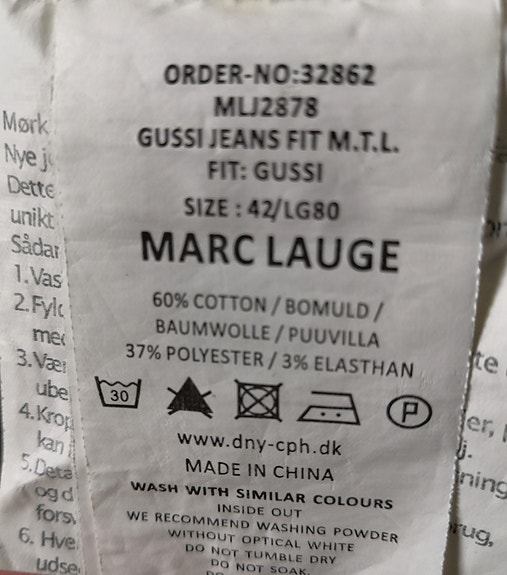 ORDER-NO:32862
MLJ2878
GUSSI JEANS FIT M.T.L.
FIT: GUSSI
SIZE : 42/LG80
MARC LAUGE
60% COTTON / BOMULD /
BAUMWOLLE / PUUVILLA
37% POLYESTER / 3% ELASTHAN
30
P
www.dny-cph.dk
MADE IN CHINA
WASH WITH SIMILAR COLOURS
INSIDE OUT
WE RECOMMEND WASHING POWDER
WITHOUT OPTICAL WHITE
DO NOT TUMBLE DRY
DO NOT SOAK.
Mørk
Nye j
Dette
unikt
Sådar
1.Vas
2.Fyld
med
3.Vær
ube
4.Krop
kan i
5.Deta
og d
forsv
6. Hve
udse
te
er,
j.
ning
rug,